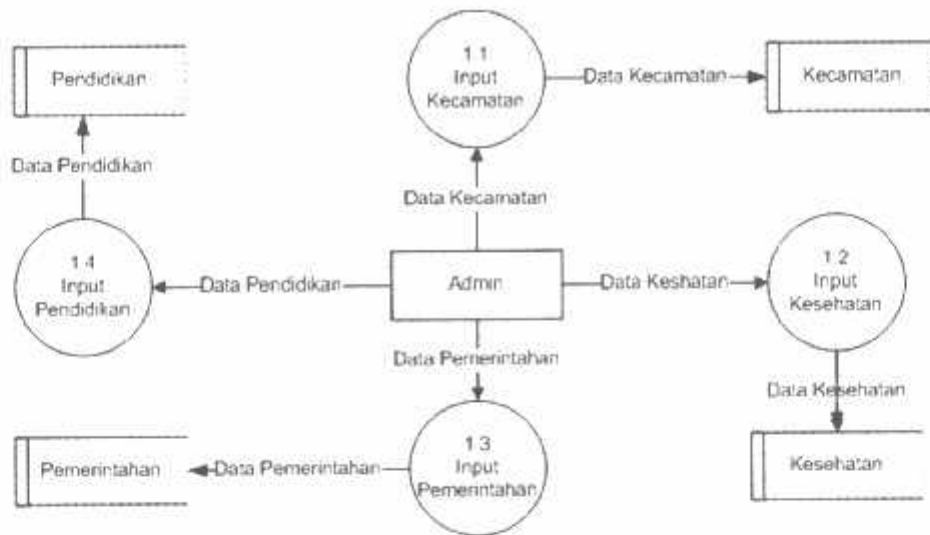 Pendidikan
1.1
Input
Kecamatan
Data Kecamatan
Kecamatan
Data Pendidikan
Data Kecamatan
1.4
Input
Pendidikan
Data Pendidikan
Admin
Data Keshatan
1.2
Input
Kesehatan
Data Pemerintahan
Data Kesehatan
Pemerintahan
Data Pemerintahan
1.3
Input
Pemerintahan
Kesehatan